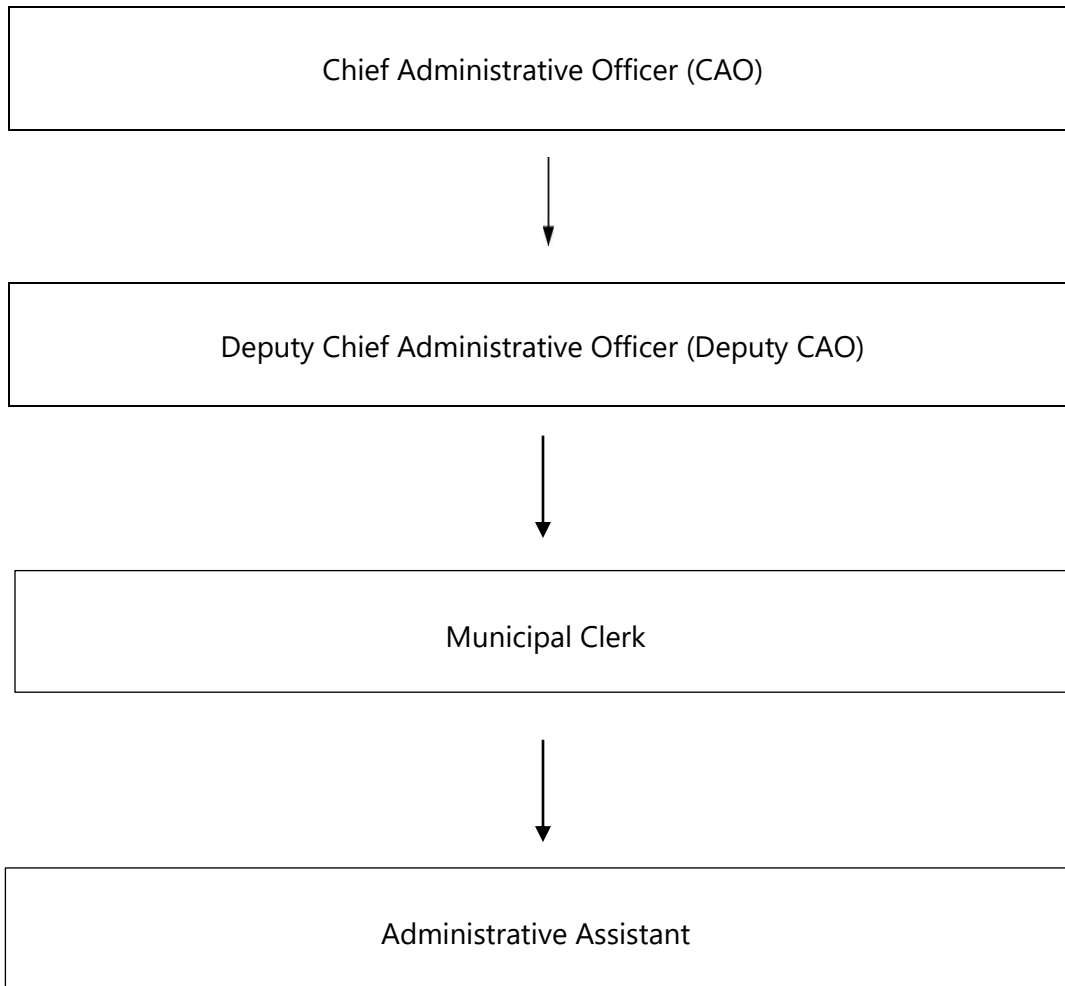 Chief Administrative Officer (CAO)
Deputy Chief Administrative Officer (Deputy CAO)
Municipal Clerk
Administrative Assistant